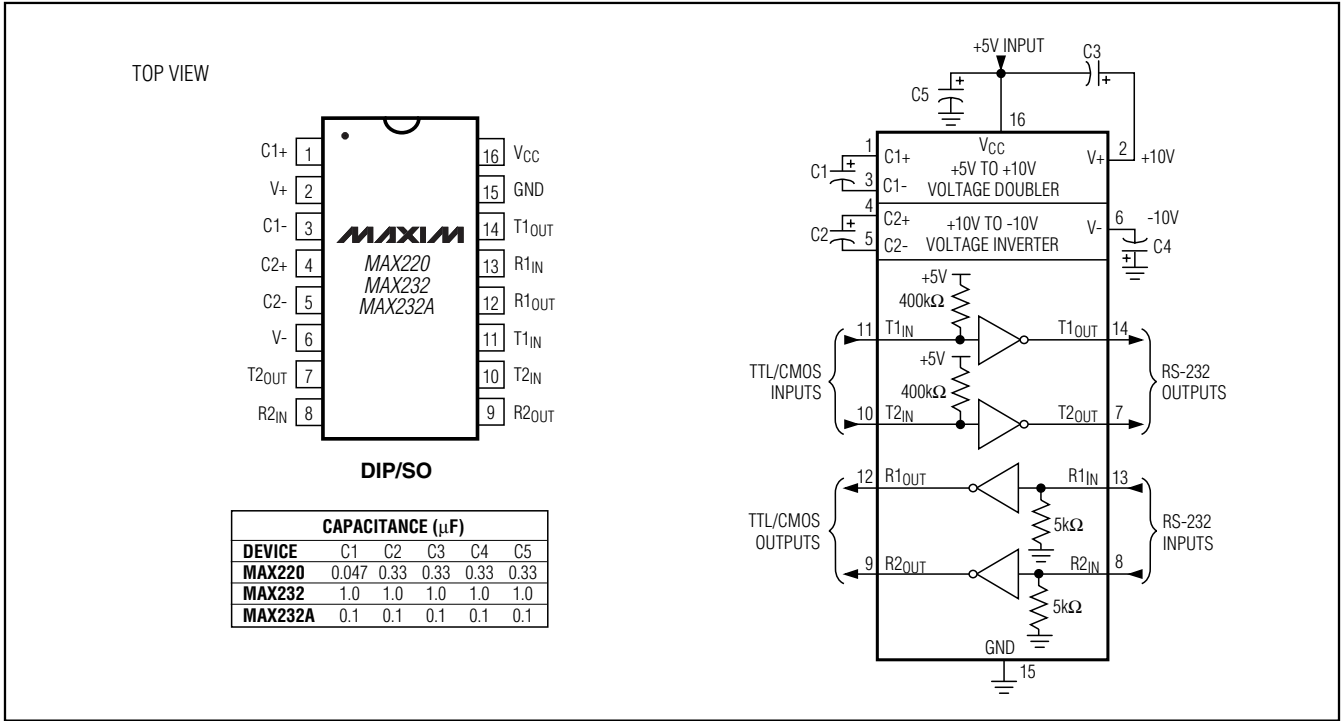 TOP VIEW
C1+ 1
V+ 2
C1- 3
C2+ 4
C2- 5
V- 6
T2OUT 7
R2IN 8
16 VCC
15 GND
14 T1OUT
13 R1IN
12 R1OUT
11 T1IN
10 T2IN
9 R2OUT
MAXIM
MAX220
MAX232
MAX232A
DIP/SO
CAPACITANCE (μF)
DEVICE C1 C2 C3 C4 C5
MAX220 0.047 0.33 0.33 0.33 0.33
MAX232 1.0 1.0 1.0 1.0 1.0
MAX232A 0.1 0.1 0.1 0.1 0.1
+5V INPUT
C3
+
C5 +
16
VCC
1 C1+
C1 +
3 C1-
+5V TO +10V
VOLTAGE DOUBLER
V+ 2 +10V
4 C2+
C2 +
5 C2-
+10V TO -10V
VOLTAGE INVERTER
V- 6 -10V
C4
+
+5V
400kΩ
11 T1IN
T1OUT 14
+5V
400kΩ
10 T2IN
T2OUT 7
TTL/CMOS
INPUTS
RS-232
OUTPUTS
12 R1OUT
R1IN 13
5kΩ
9 R2OUT
R2IN 8
5kΩ
TTL/CMOS
OUTPUTS
RS-232
INPUTS
GND
15